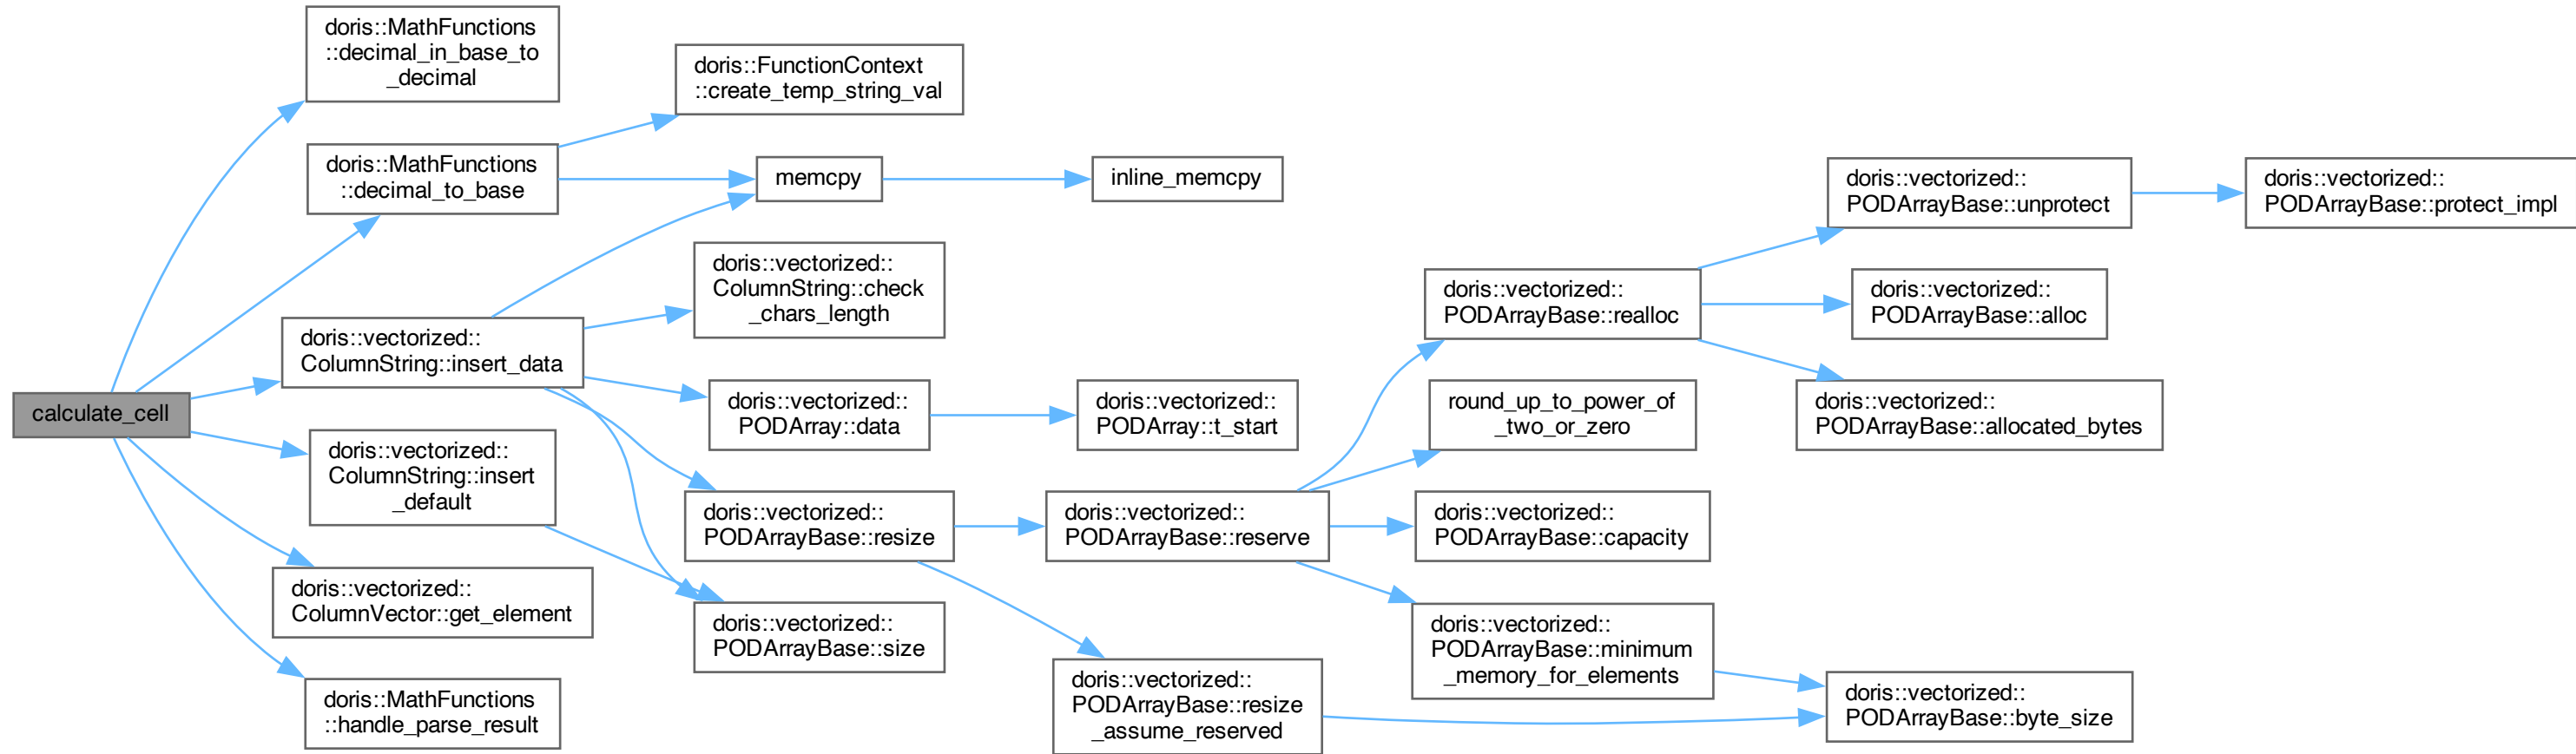 doris::MathFunctions
::decimal_in_base_to
_decimal
doris::FunctionContext
::create_temp_string_val
doris::MathFunctions
::decimal_to_base
memcpy
inline_memcpy
doris::vectorized::
PODArrayBase::unprotect
doris::vectorized::
PODArrayBase::protect_impl
doris::vectorized::
ColumnString::check
_chars_length
doris::vectorized::
PODArrayBase::realloc
doris::vectorized::
PODArrayBase::alloc
doris::vectorized::
ColumnString::insert_data
calculate_cell
doris::vectorized::
PODArray::data
doris::vectorized::
PODArray::t_start
round_up_to_power_of
_two_or_zero
doris::vectorized::
PODArrayBase::allocated_bytes
doris::vectorized::
ColumnString::insert
_default
doris::vectorized::
PODArrayBase::resize
doris::vectorized::
PODArrayBase::reserve
doris::vectorized::
PODArrayBase::capacity
doris::vectorized::
ColumnVector::get_element
doris::vectorized::
PODArrayBase::size
doris::vectorized::
PODArrayBase::minimum
_memory_for_elements
doris::MathFunctions
::handle_parse_result
doris::vectorized::
PODArrayBase::resize
_assume_reserved
doris::vectorized::
PODArrayBase::byte_size